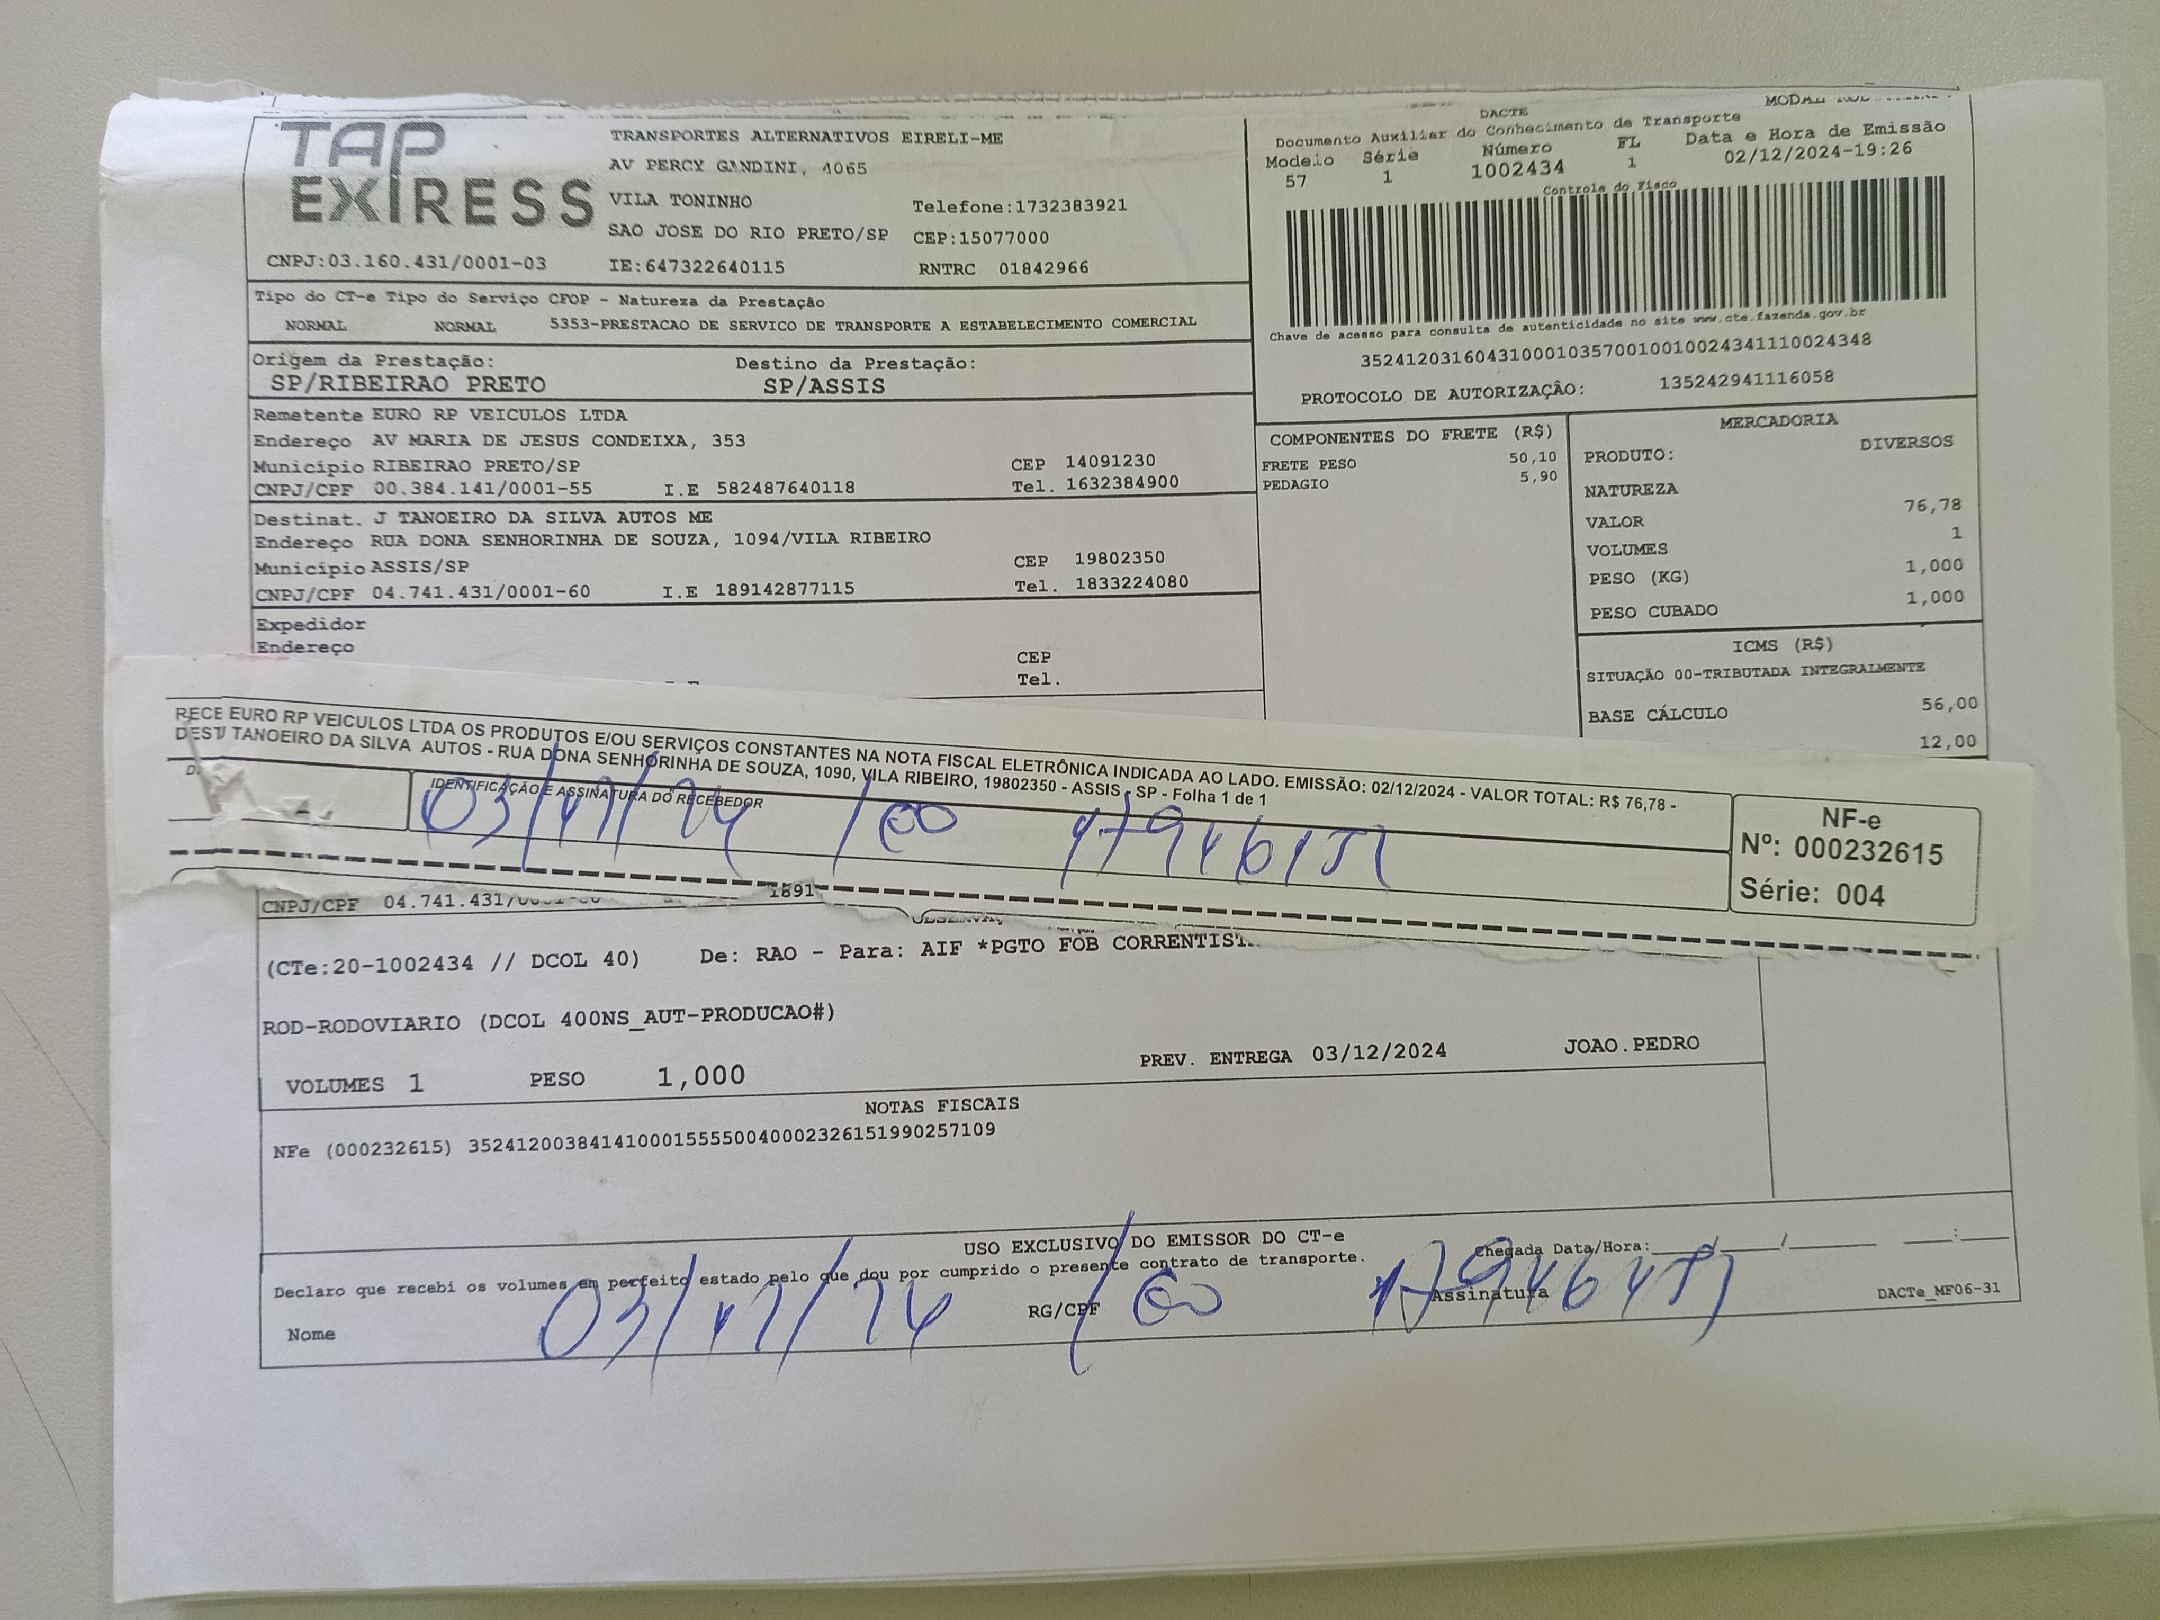 TAP
EXPRESS
TRANSPORTES ALTERNATIVOS EIRELI-ME
AV PERCY GANDINI, 4065
VILA TONINHO Telefone:1732383921
SAO JOSE DO RIO PRETO/SP CEP:15077000
CNPJ:03.160.431/0001-03 IE:647322640115 RNTRC 01842966
DACTE
Documento Auxiliar do Conhecimento de Transporte
Modelo Série Número FL Data e Hora de Emissão
57 1 1002434 1 02/12/2024-19:26
Controle do Fisco
Chave de acesso para consulta de autenticidade no site www.cte.fazenda.gov.br
35241203160431000103570010010024341110024348
PROTOCOLO DE AUTORIZAÇÃO: 135242941116058
Tipo do CT-e Tipo do Serviço CFOP - Natureza da Prestação
NORMAL NORMAL 5353-PRESTACAO DE SERVICO DE TRANSPORTE A ESTABELECIMENTO COMERCIAL
Origem da Prestação: Destino da Prestação:
SP/RIBEIRAO PRETO SP/ASSIS
Remetente EURO RP VEICULOS LTDA
Endereço AV MARIA DE JESUS CONDEIXA, 353
Município RIBEIRAO PRETO/SP CEP 14091230
CNPJ/CPF 00.384.141/0001-55 I.E 582487640118 Tel. 1632384900
Destinat. J TANOEIRO DA SILVA AUTOS ME
Endereço RUA DONA SENHORINHA DE SOUZA, 1094/VILA RIBEIRO
Município ASSIS/SP CEP 19802350
CNPJ/CPF 04.741.431/0001-60 I.E 189142877115 Tel. 1833224080
Expedidor
Endereço
CEP
Tel.
COMPONENTES DO FRETE (R$)
FRETE PESO 50,10
PEDAGIO 5,90
MERCADORIA
PRODUTO: DIVERSOS
NATUREZA
VALOR 76,78
VOLUMES 1
PESO (KG) 1,000
PESO CUBADO 1,000
ICMS (R$)
SITUAÇÃO 00-TRIBUTADA INTEGRALMENTE
BASE CÁLCULO 56,00
12,00
RECE EURO RP VEICULOS LTDA OS PRODUTOS E/OU SERVIÇOS CONSTANTES NA NOTA FISCAL ELETRÔNICA INDICADA AO LADO. EMISSÃO: 02/12/2024 - VALOR TOTAL: R$ 76,78 -
DEST TANOEIRO DA SILVA AUTOS - RUA DONA SENHORINHA DE SOUZA, 1090, VILA RIBEIRO, 19802350 - ASSIS - SP - Folha 1 de 1
IDENTIFICAÇÃO E ASSINATURA DO RECEBEDOR
NF-e
Nº: 000232615
Série: 004
CNPJ/CPF 04.741.431/ 1891
(CTe:20-1002434 // DCOL 40) De: RAO - Para: AIF *PGTO FOB
ROD-RODOVIARIO (DCOL 400NS_AUT-PRODUCAO#)
PREV. ENTREGA 03/12/2024 JOAO.PEDRO
VOLUMES 1 PESO 1,000
NOTAS FISCAIS
NFe (000232615) 35241200384141000155550040002326151990257109
USO EXCLUSIVO DO EMISSOR DO CT-e
Declaro que recebi os volumes em perfeito estado pelo que dou por cumprido o presente contrato de transporte.
Chegada Data/Hora:
Nome RG/CPF Assinatura
DACTe_MF06-31